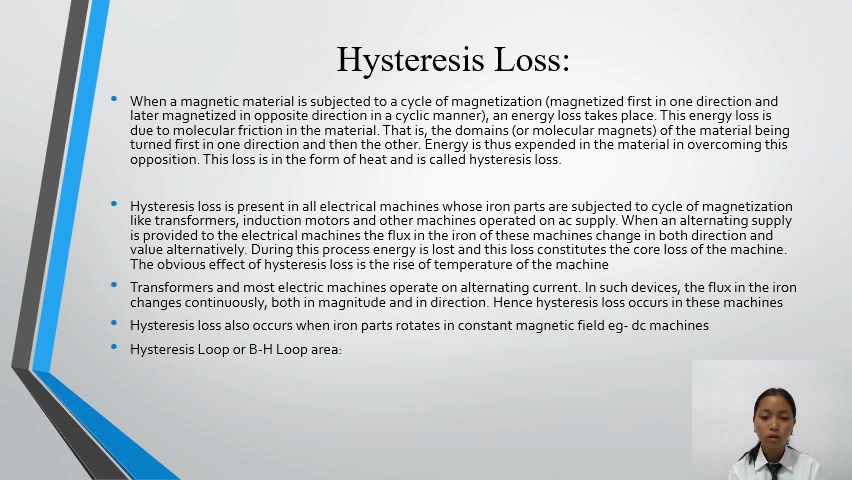 Hysteresis Loss:
• When a magnetic material is subjected to a cycle of magnetization (magnetized first in one direction and
later magnetized in opposite direction in a cyclic manner), an energy loss takes place. This energy loss is
due to molecular friction in the material. That is, the domains (or molecular magnets) of the material being
turned first in one direction and then the other. Energy is thus expended in the material in overcoming this
opposition. This loss is in the form of heat and is called hysteresis loss.
• Hysteresis loss is present in all electrical machines whose iron parts are subjected to cycle of magnetization
like transformers, induction motors and other machines operated on ac supply. When an alternating supply
is provided to the electrical machines the flux in the iron of these machines change in both direction and
value alternatively. During this process energy is lost and this loss constitutes the core loss of the machine.
The obvious effect of hysteresis loss is the rise of temperature of the machine
• Transformers and most electric machines operate on alternating current. In such devices, the flux in the iron
changes continuously, both in magnitude and in direction. Hence hysteresis loss occurs in these machines
• Hysteresis loss also occurs when iron parts rotates in constant magnetic field eg- dc machines
• Hysteresis Loop or B-H Loop area: